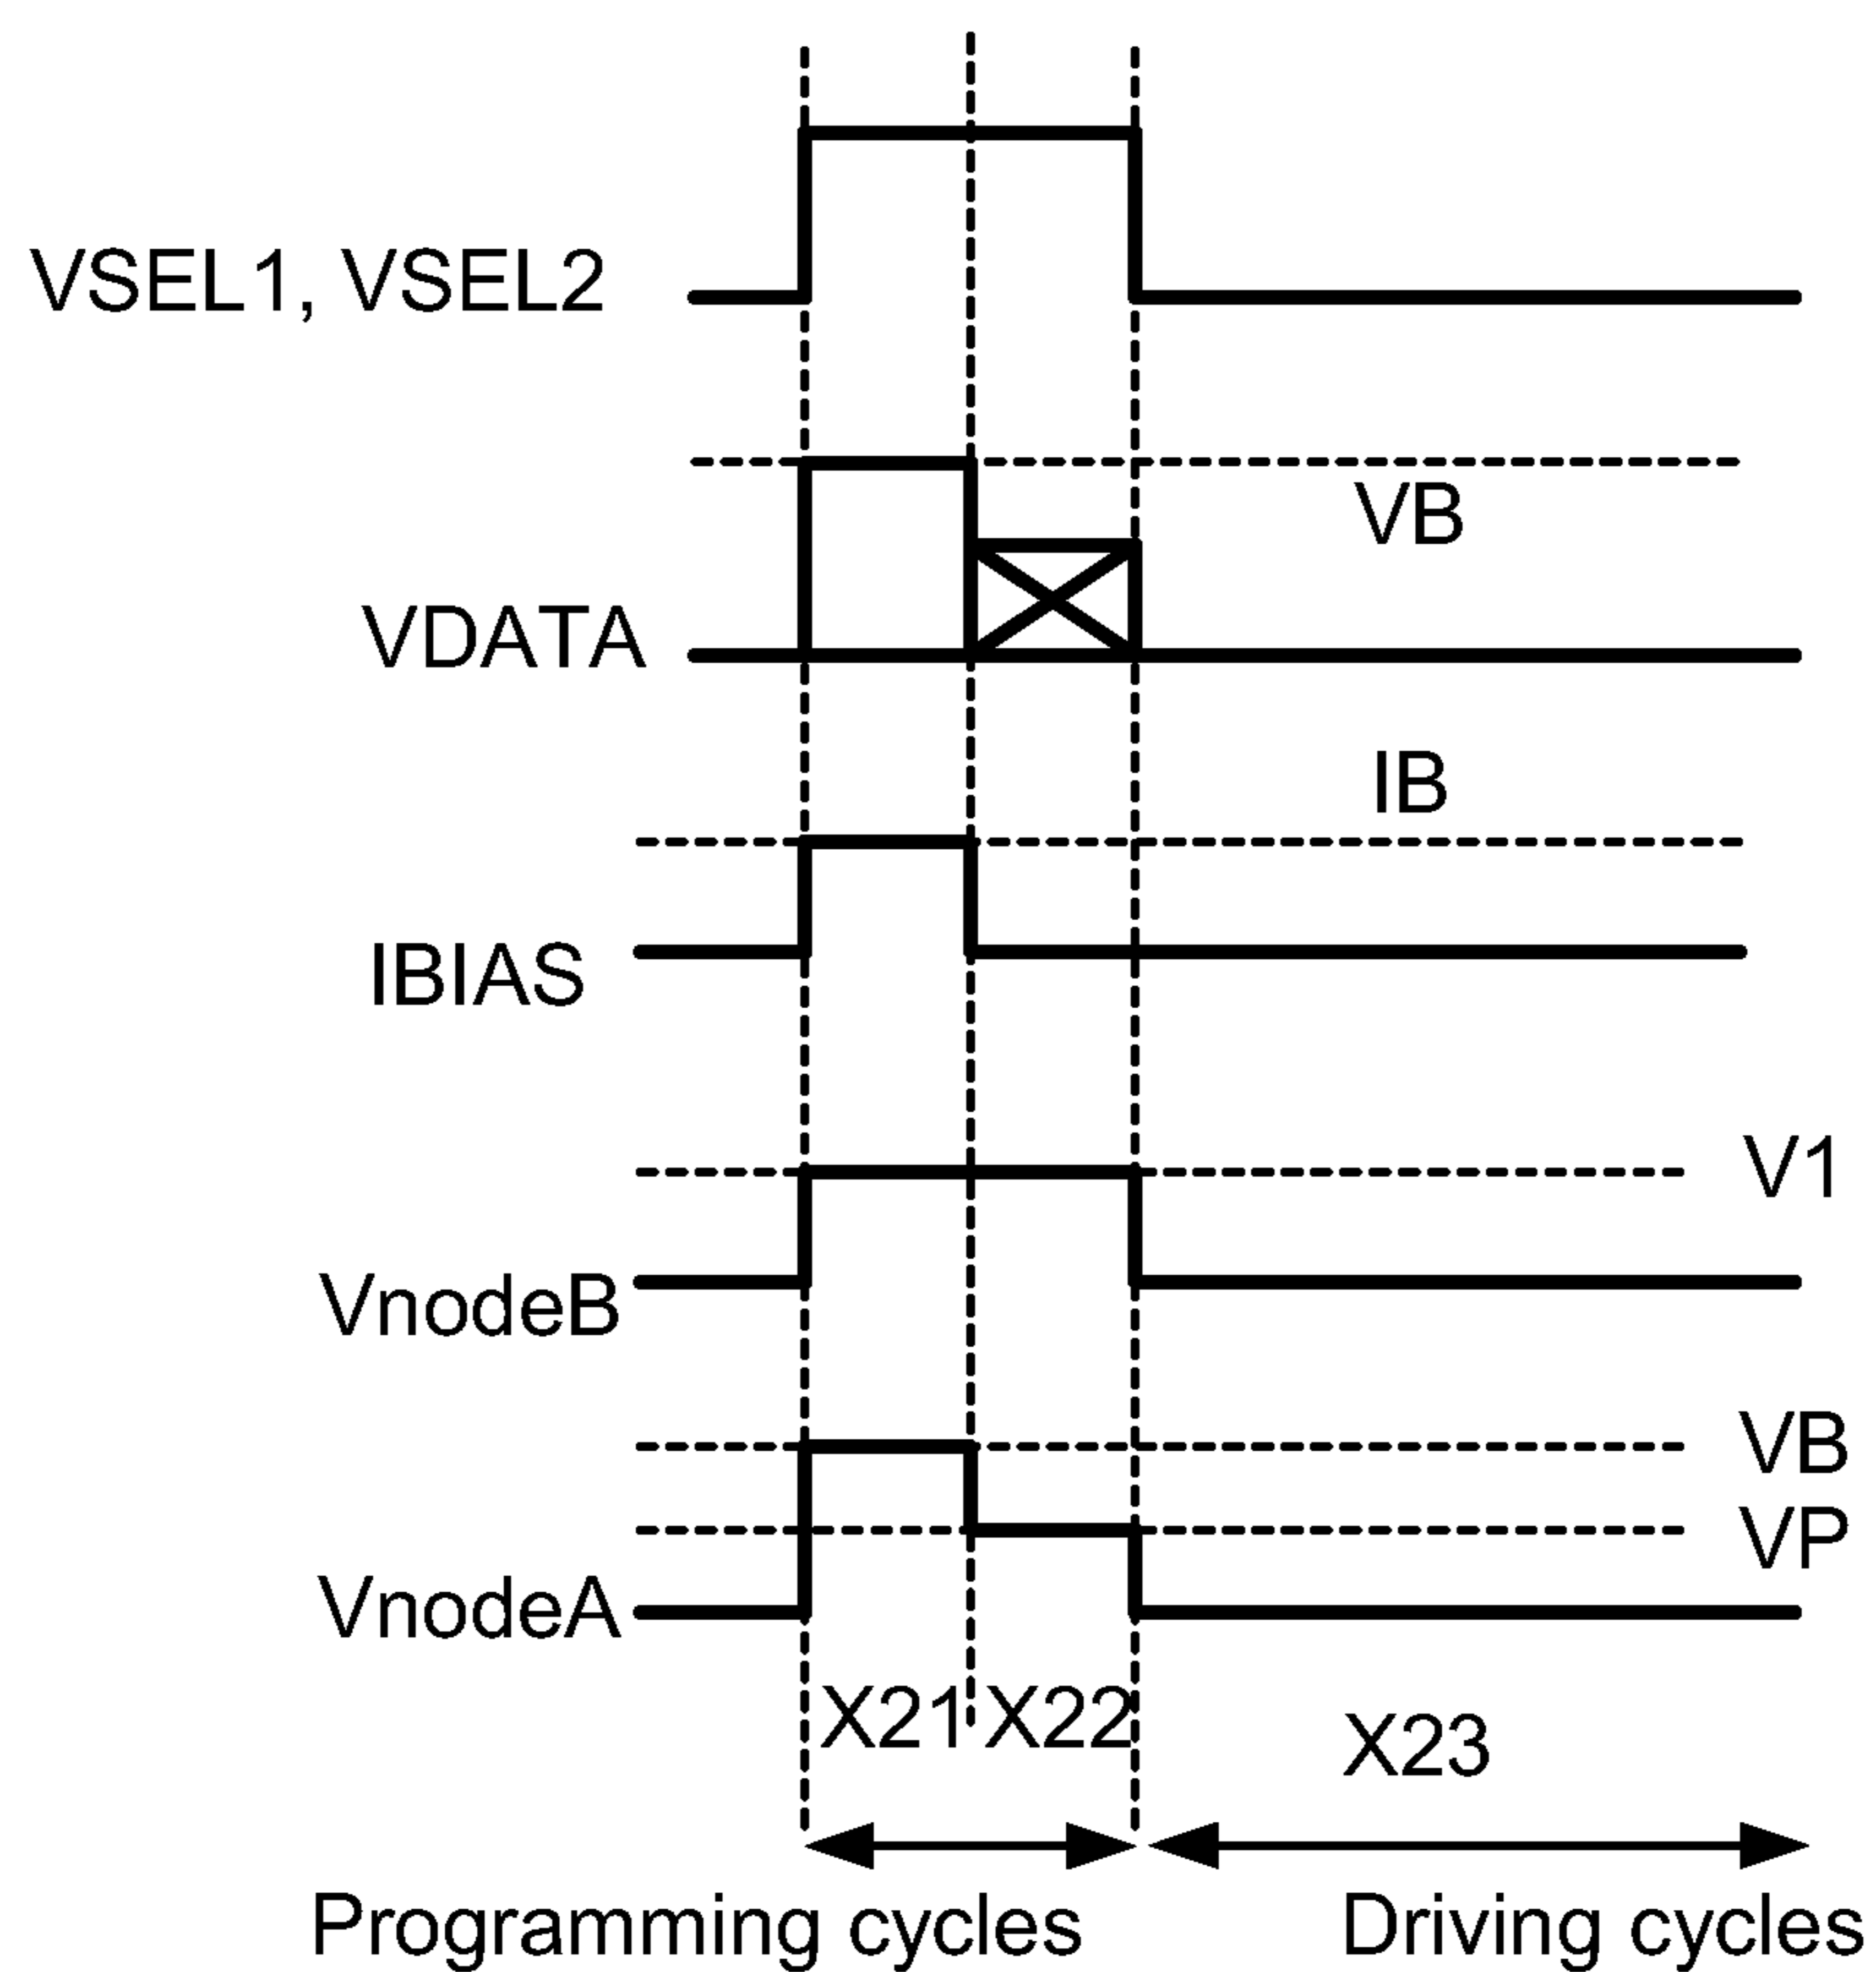 VSEL1, VSEL2
VB
VDATA
IB
IBIAS
V1
VnodeB
VB
VP
VnodeA
X21 X22
X23
Programming cycles
Driving cycles